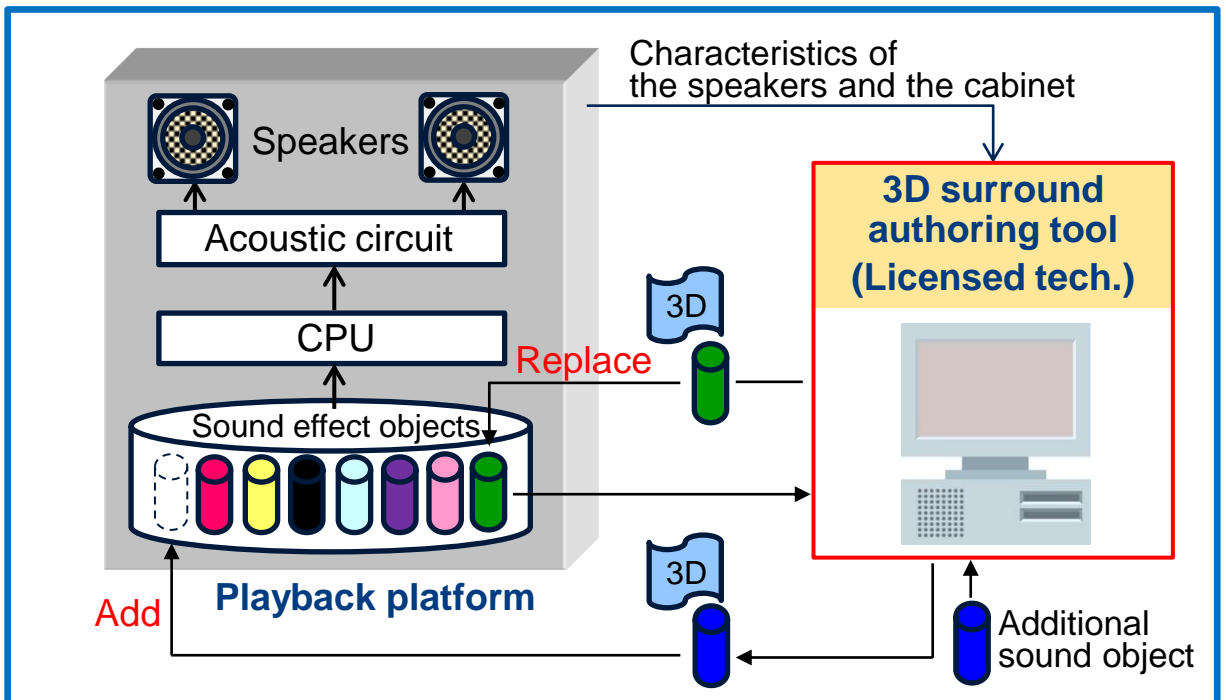 Characteristics of
the speakers and the cabinet
Speakers
Acoustic circuit
CPU
Sound effect objects
Playback platform
3D surround
authoring tool
(Licensed tech.)
3D
Replace
3D
Add
Additional
sound object